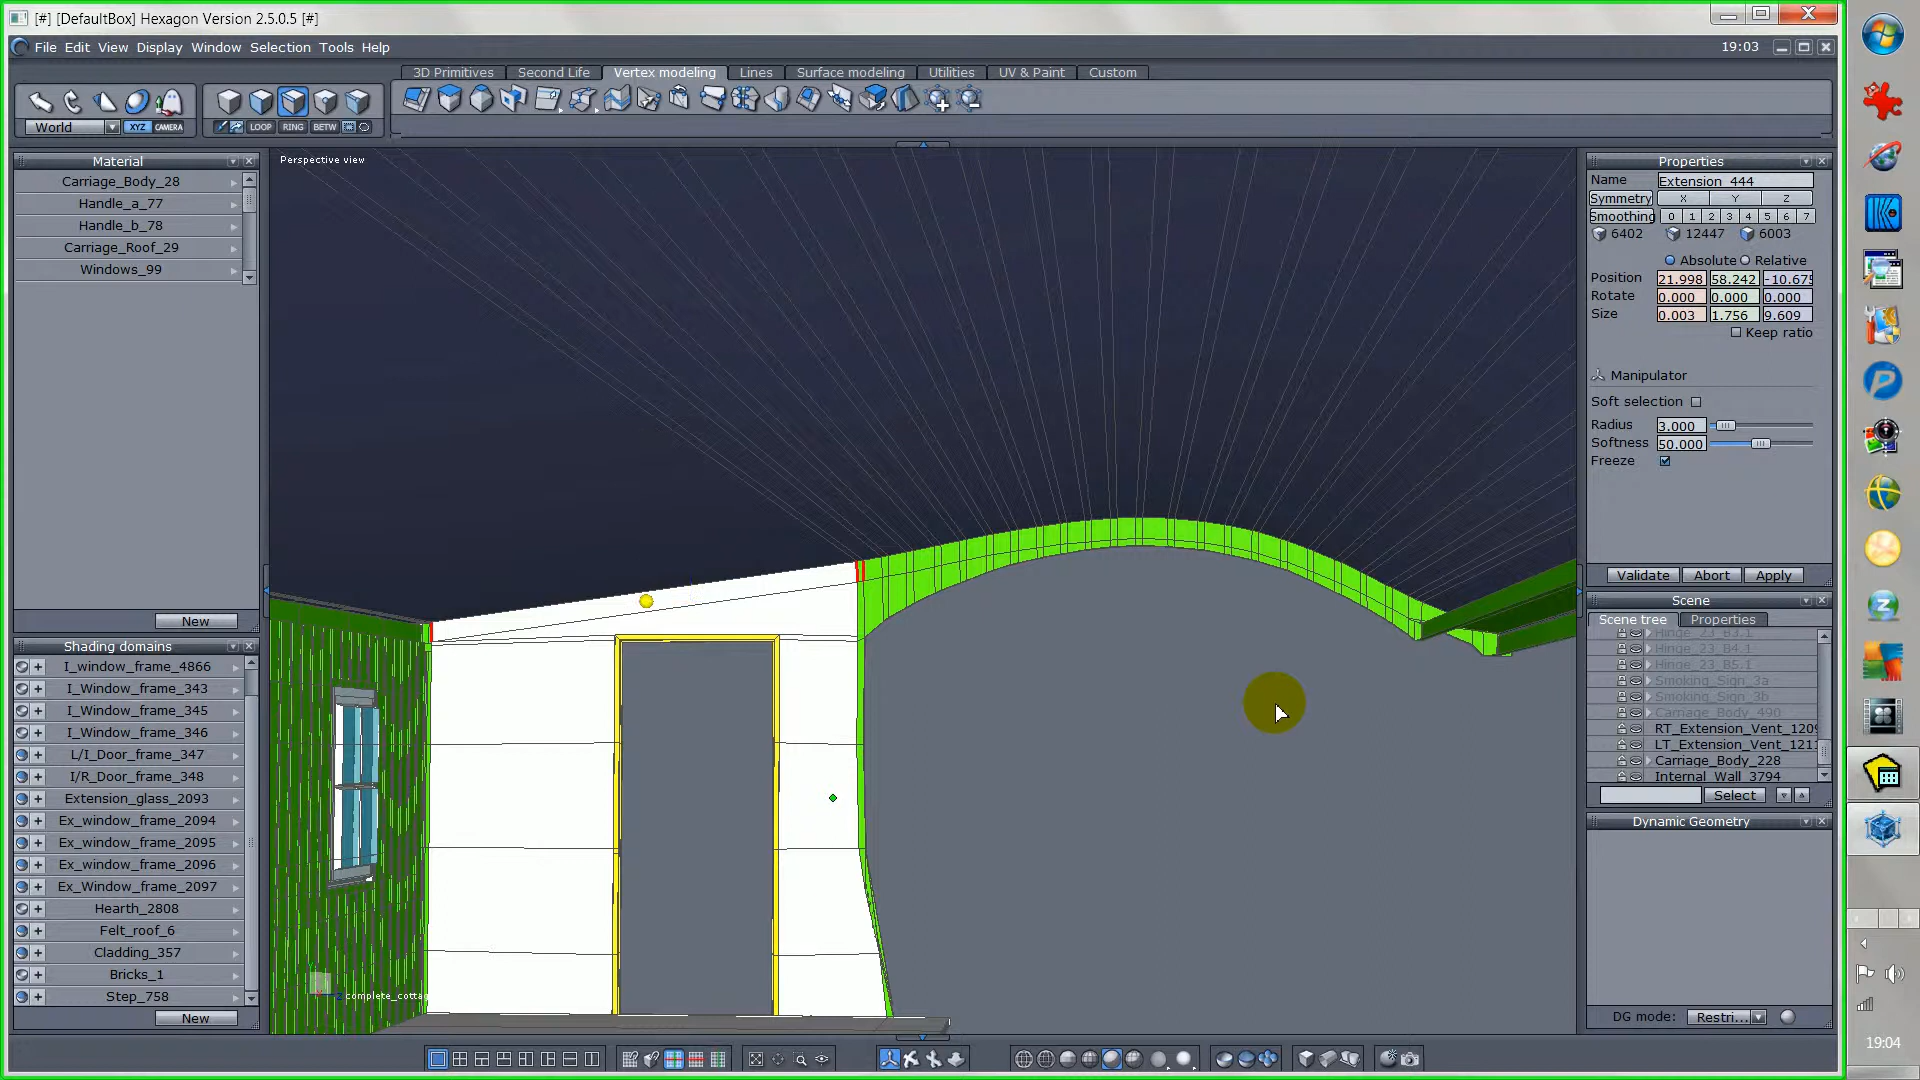 [#] [DefaultBox] Hexagon Version 2.5.0.5 [#]
File Edit View Display Window Selection Tools Help
19:03
3D Primitives Second Life Vertex modeling Lines Surface modeling Utilities UV & Paint Custom
World XYZ CAMERA LOOP RING BETW
Material
Carriage_Body_28
Handle_a_77
Handle_b_78
Carriage_Roof_29
Windows_99
New
Shading domains
I_window_frame_4866
I_Window_frame_343
I_Window_frame_345
I_Window_frame_346
L/I_Door_frame_347
I/R_Door_frame_348
Extension_glass_2093
Ex_window_frame_2094
Ex_window_frame_2095
Ex_window_frame_2096
Ex_Window_frame_2097
Hearth_2808
Felt_roof_6
Cladding_357
Bricks_1
Step_758
New
Perspective view
complete_cotta
Properties
Name Extension_444
Symmetry X Y Z
Smoothing 0 1 2 3 4 5 6 7
6402 12447 6003
Absolute Relative
Position 21.998 58.242 -10.675
Rotate 0.000 0.000 0.000
Size 0.003 1.756 9.609
Keep ratio
Manipulator
Soft selection
Radius 3.000
Softness 50.000
Freeze
Validate Abort Apply
Scene
Scene tree Properties
Hinge_23_B3.1
Hinge_23_B4.1
Hinge_23_B5.1
Smoking_Sign_3a
Smoking_Sign_3b
Carriage_Body_490
RT_Extension_Vent_1209
LT_Extension_Vent_1211
Carriage_Body_228
Internal_Wall_3794
Select
Dynamic Geometry
DG mode: Restri...
19:04